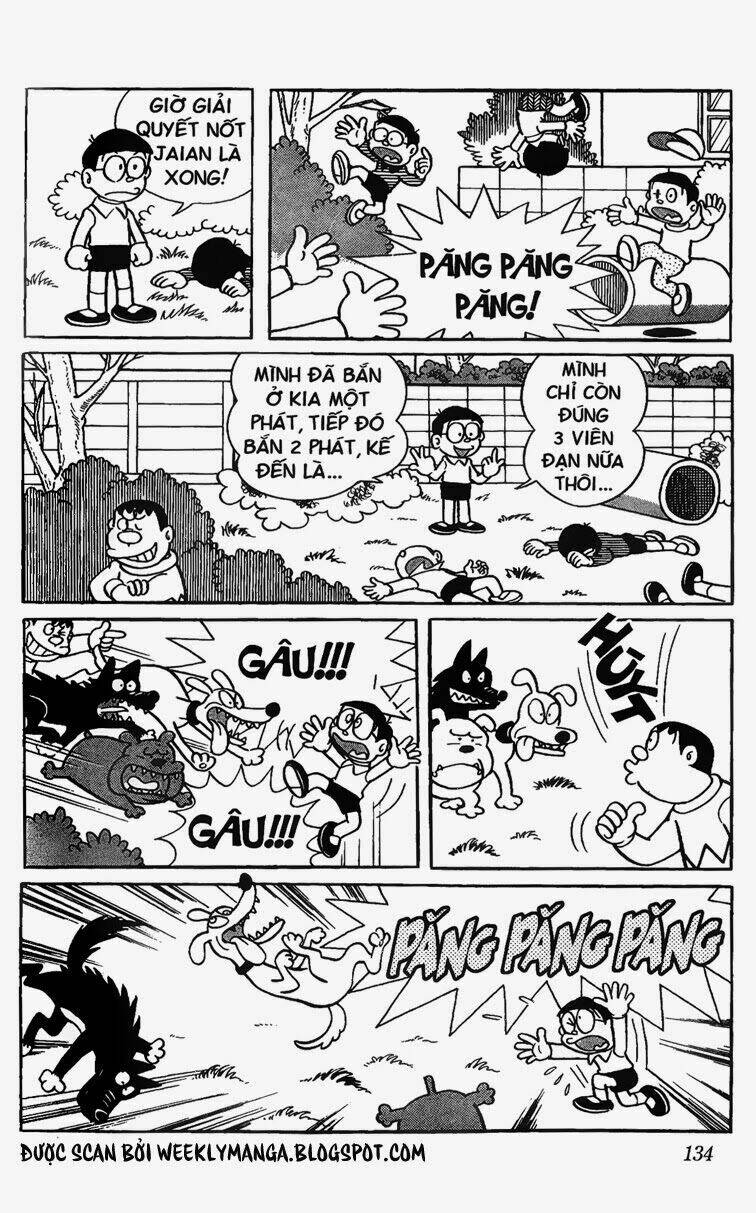 GIỜ GIẢI
QUYẾT NỐT
JAIAN LÀ
XONG!
PĂNG PĂNG
PĂNG!
MÌNH ĐÃ BẮN
Ở KIA MỘT
PHÁT, TIẾP ĐÓ
BẮN 2 PHÁT, KẾ
ĐẾN LÀ...
MÌNH
CHỈ CÒN
ĐÚNG
3 VIÊN
ĐẠN NỮA
THÔI...
GÂU!!!
GÂU!!!
HÙYT
PĂNG PĂNG PĂNG
ĐƯỢC SCAN BỞI WEEKLYMANGA.BLOGSPOT.COM
134